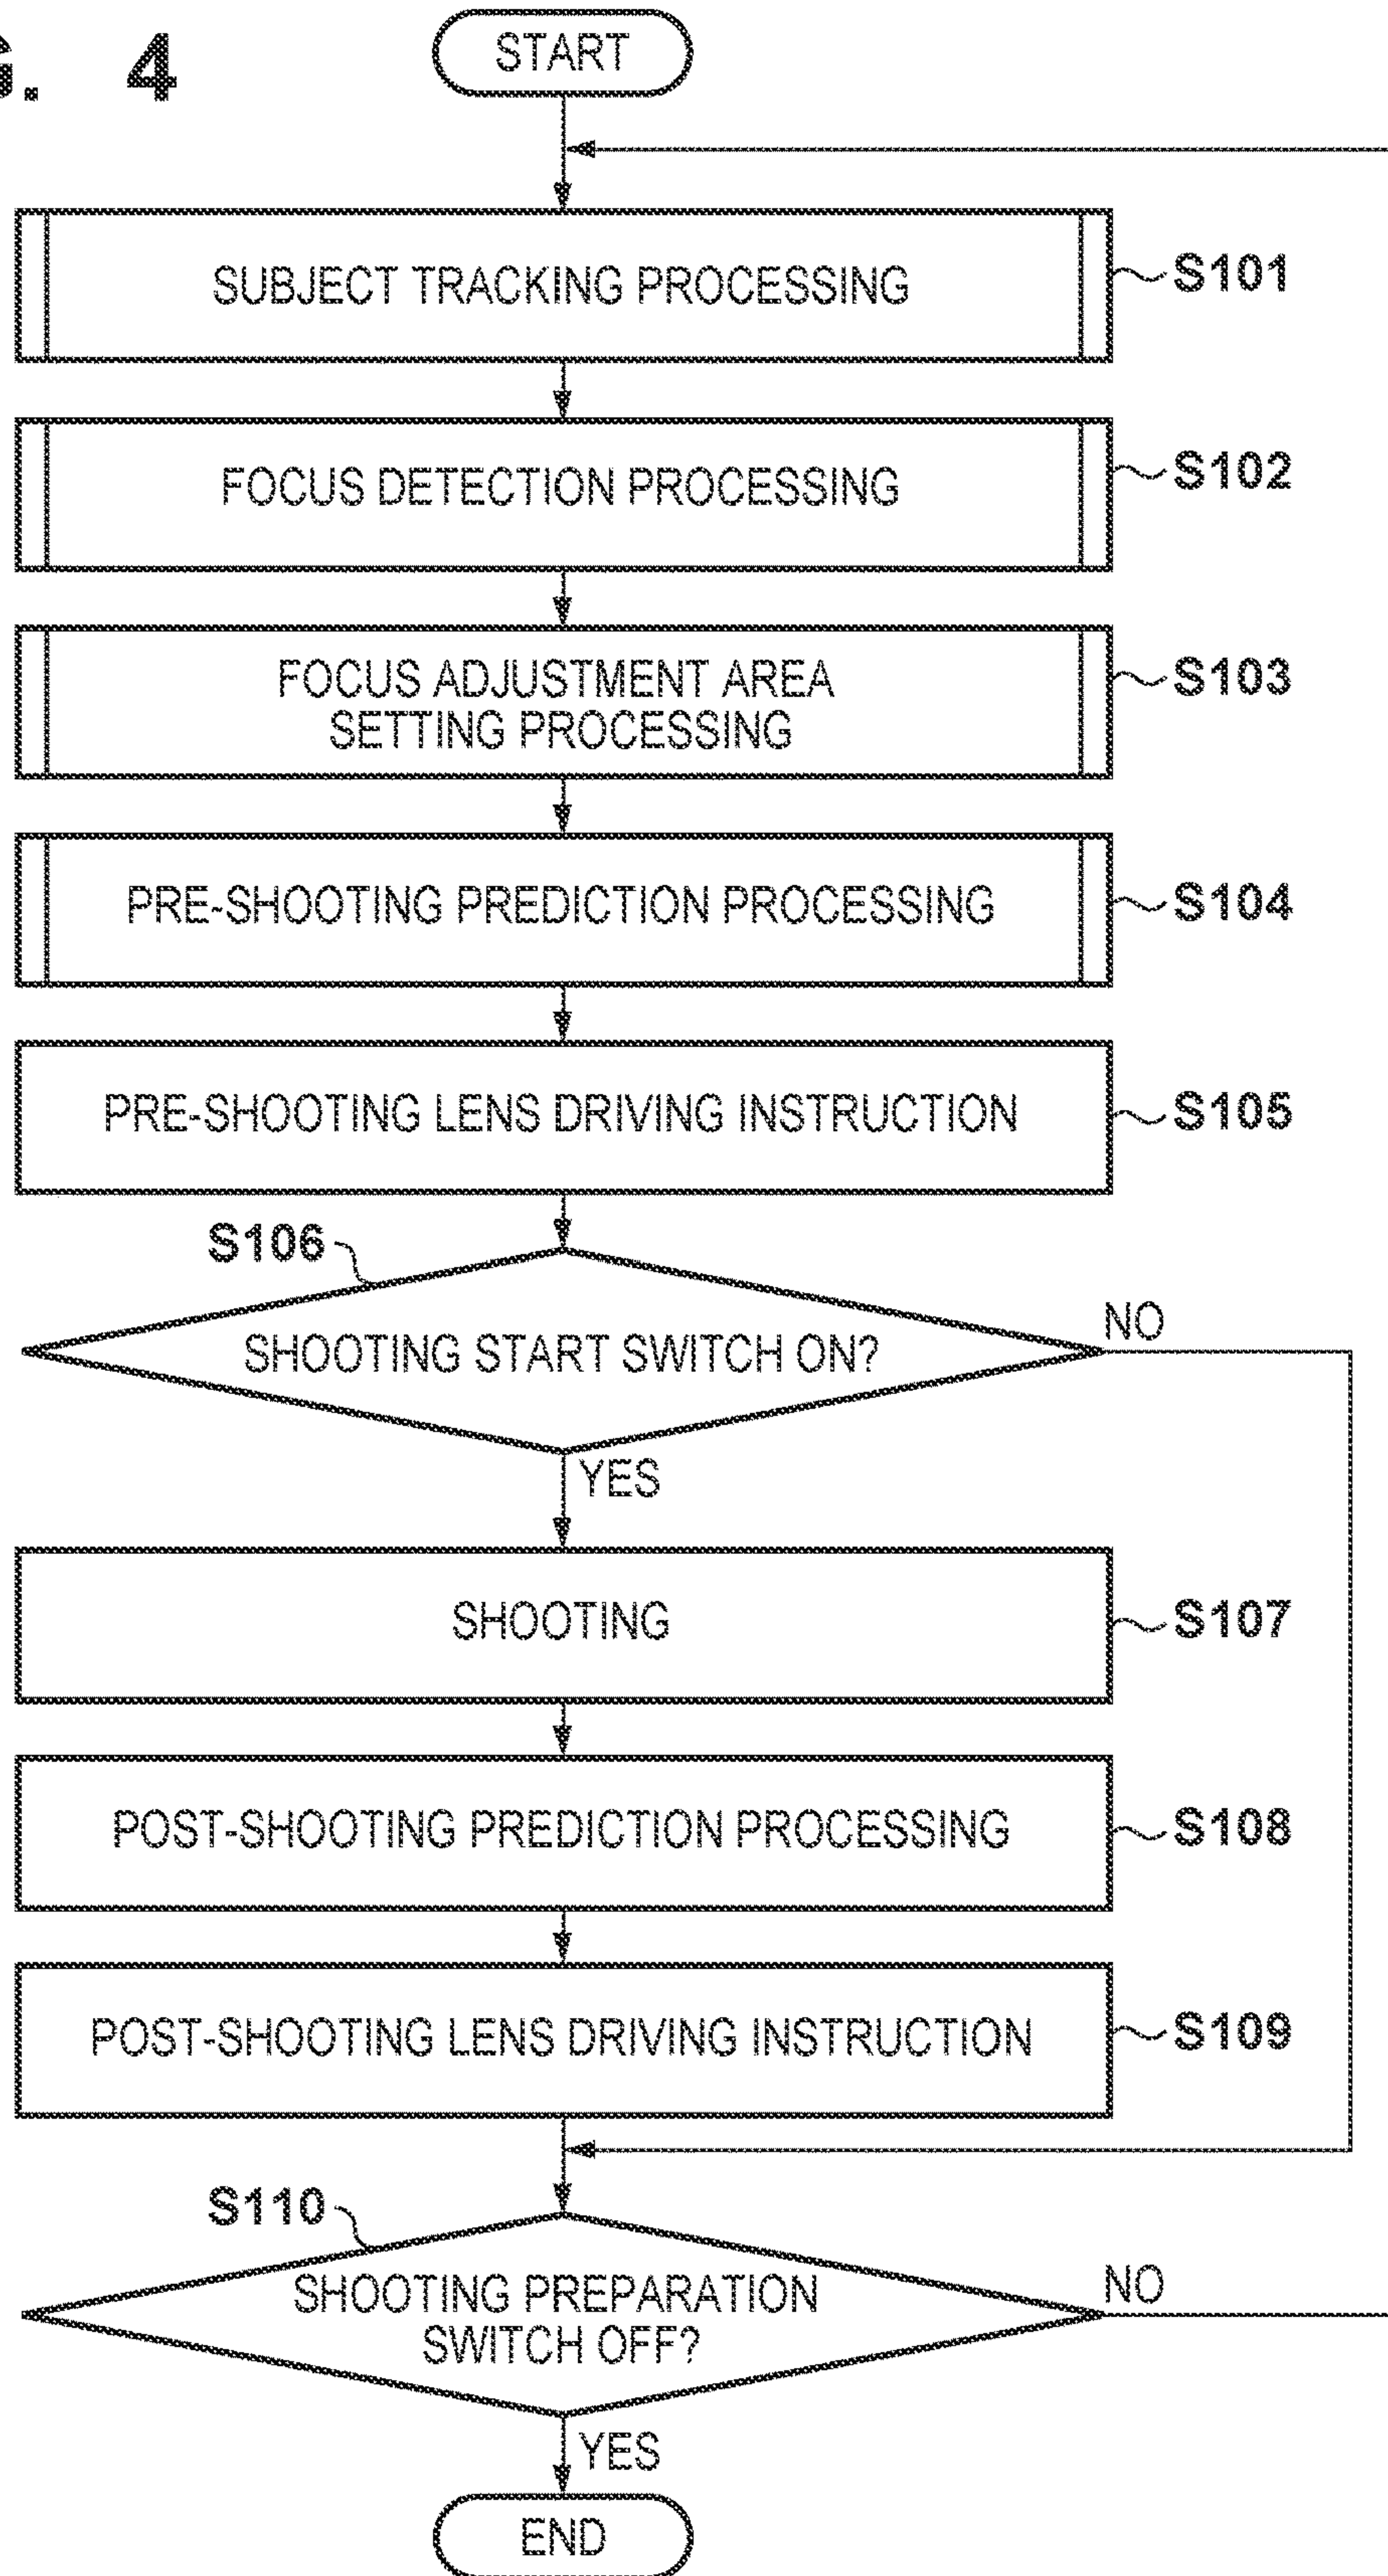 G. 4
START
SUBJECT TRACKING PROCESSING
S101
FOCUS DETECTION PROCESSING
S102
FOCUS ADJUSTMENT AREA
SETTING PROCESSING
S103
PRE-SHOOTING PREDICTION PROCESSING
S104
PRE-SHOOTING LENS DRIVING INSTRUCTION
S105
S106
SHOOTING START SWITCH ON?
NO
YES
SHOOTING
S107
POST-SHOOTING PREDICTION PROCESSING
S108
POST-SHOOTING LENS DRIVING INSTRUCTION
S109
S110
SHOOTING PREPARATION
SWITCH OFF?
NO
YES
END